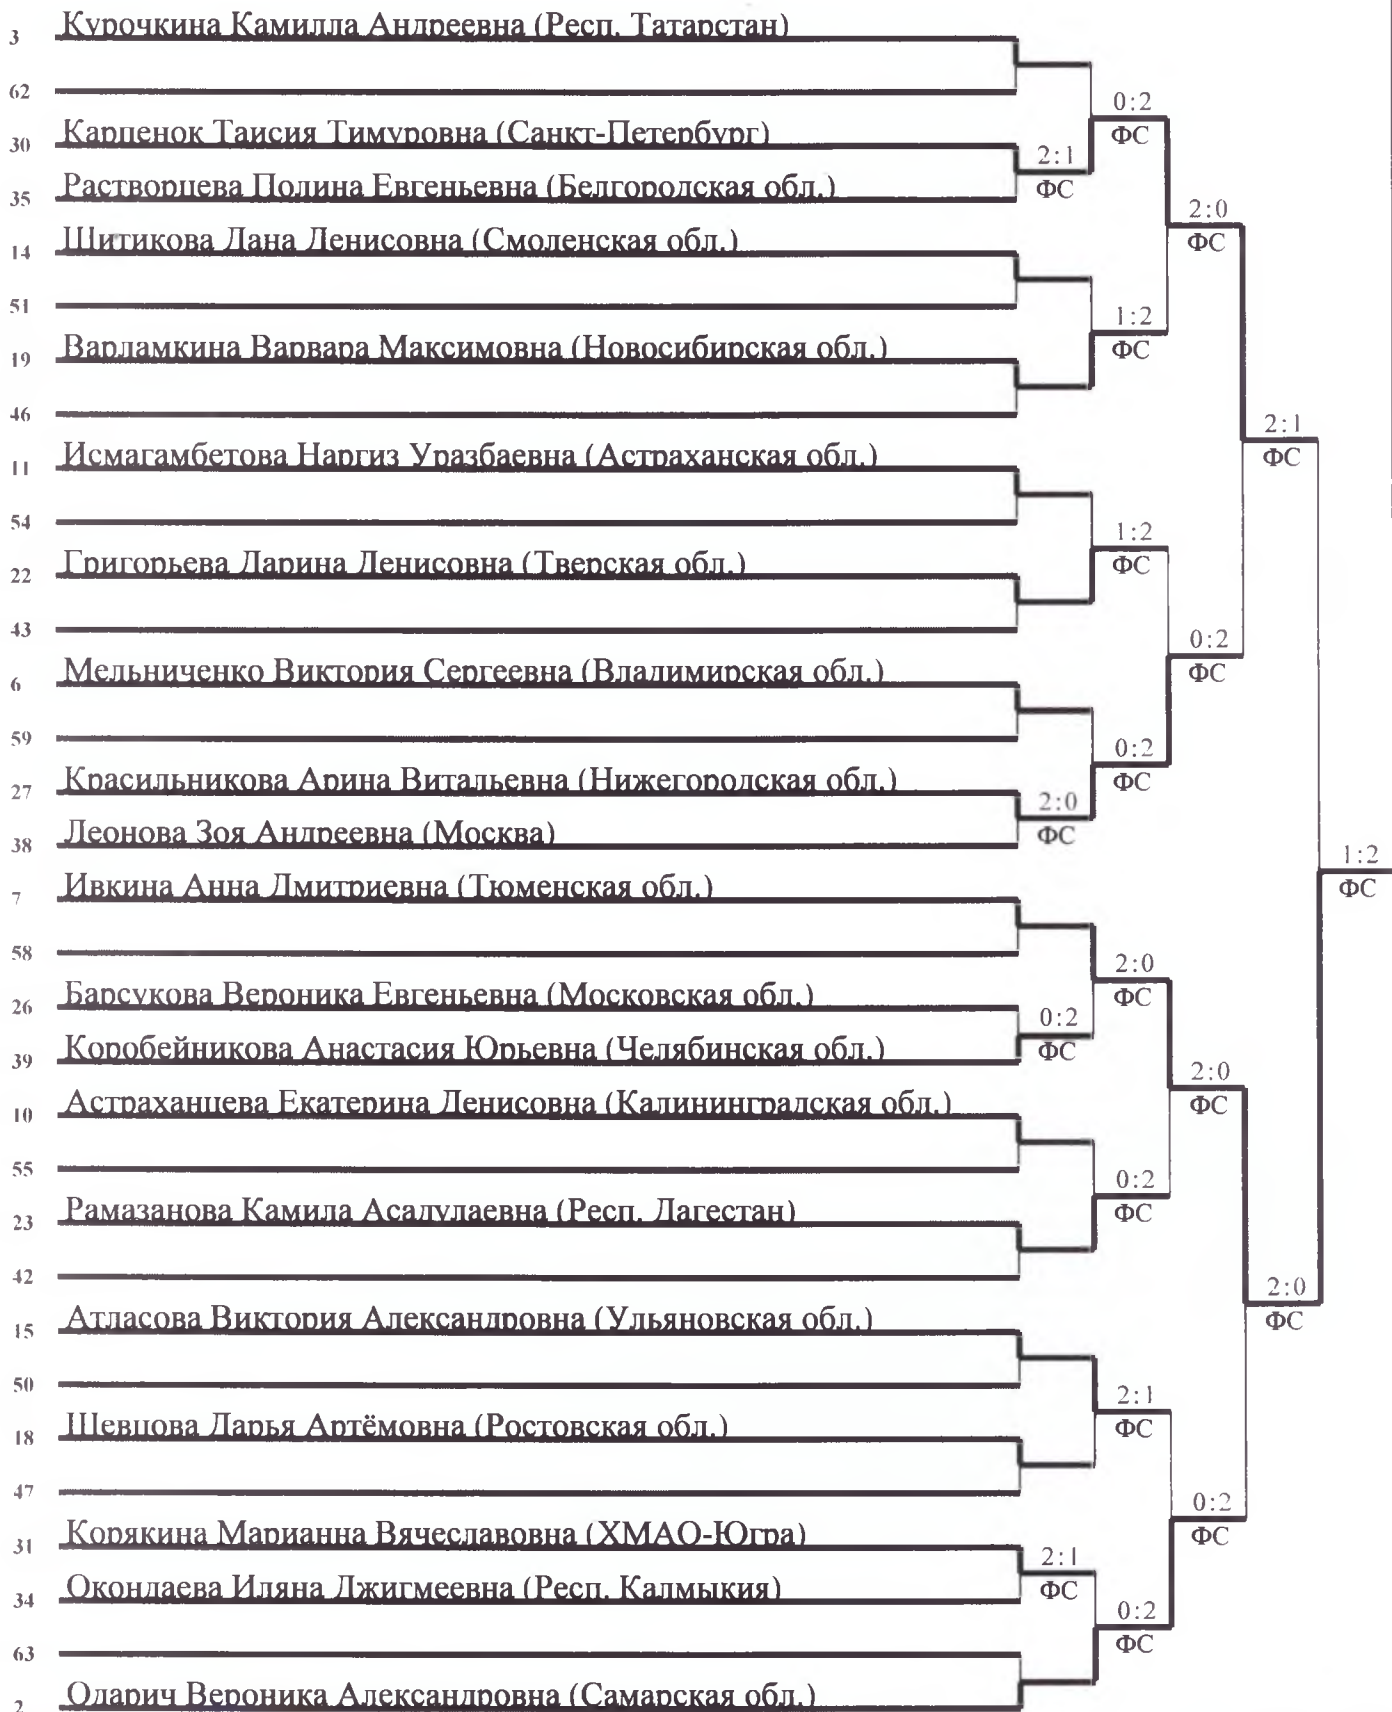 3 Курочкина Камилла Андреевна (Респ. Татарстан)
62
0:2
30 Карпенок Таисия Тимуровна (Санкт-Петербург)
ФС
2:1
35 Растворцева Полина Евгеньевна (Белгородская обл.)
ФС
2:0
14 Шитикова Дана Денисовна (Смоленская обл.)
ФС
51
1:2
19 Варламкина Варвара Максимовна (Новосибирская обл.)
ФС
46
2:1
11 Исмагамбетова Наргиз Уразбаевна (Астраханская обл.)
ФС
54
1:2
22 Григорьева Дарина Денисовна (Тверская обл.)
ФС
43
0:2
6 Мельниченко Виктория Сергеевна (Владимирская обл.)
ФС
59
0:2
27 Красильникова Арина Витальевна (Нижегородская обл.)
ФС
2:0
38 Леонова Зоя Андреевна (Москва)
ФС
1:2
7 Ивкина Анна Дмитриевна (Тюменская обл.)
ФС
58
2:0
26 Барсукова Вероника Евгеньевна (Московская обл.)
ФС
0:2
39 Коробейникова Анастасия Юрьевна (Челябинская обл.)
ФС
2:0
10 Астраханцева Екатерина Денисовна (Калининградская обл.)
ФС
55
0:2
23 Рамазанова Камила Асадулаевна (Респ. Дагестан)
ФС
42
2:0
15 Атласова Виктория Александровна (Ульяновская обл.)
ФС
50
2:1
18 Шевцова Дарья Артёмовна (Ростовская обл.)
ФС
47
0:2
31 Корякина Марианна Вячеславовна (ХМАО-Югра)
ФС
2:1
34 Окондаева Иляна Джигмеевна (Респ. Калмыкия)
ФС
0:2
63
ФС
2 Одарич Вероника Александровна (Самарская обл.)